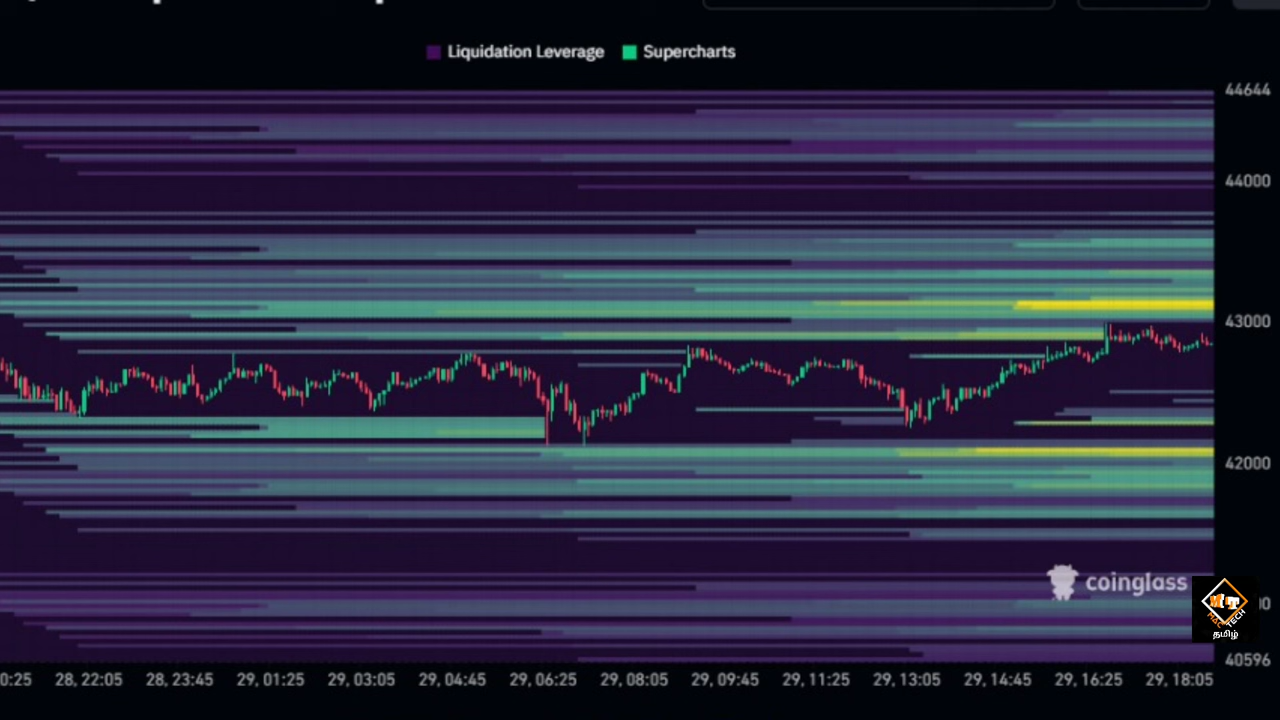 Liquidation Leverage Supercharts
44644
44000
43000
42000
coinglass
40596
0:25 28, 22:05 28, 23:45 29, 01:25 29, 03:05 29, 04:45 29, 06:25 29, 08:05 29, 09:45 29, 11:25 29, 13:05 29, 14:45 29, 16:25 29, 18:05
TECH
தமிழ்